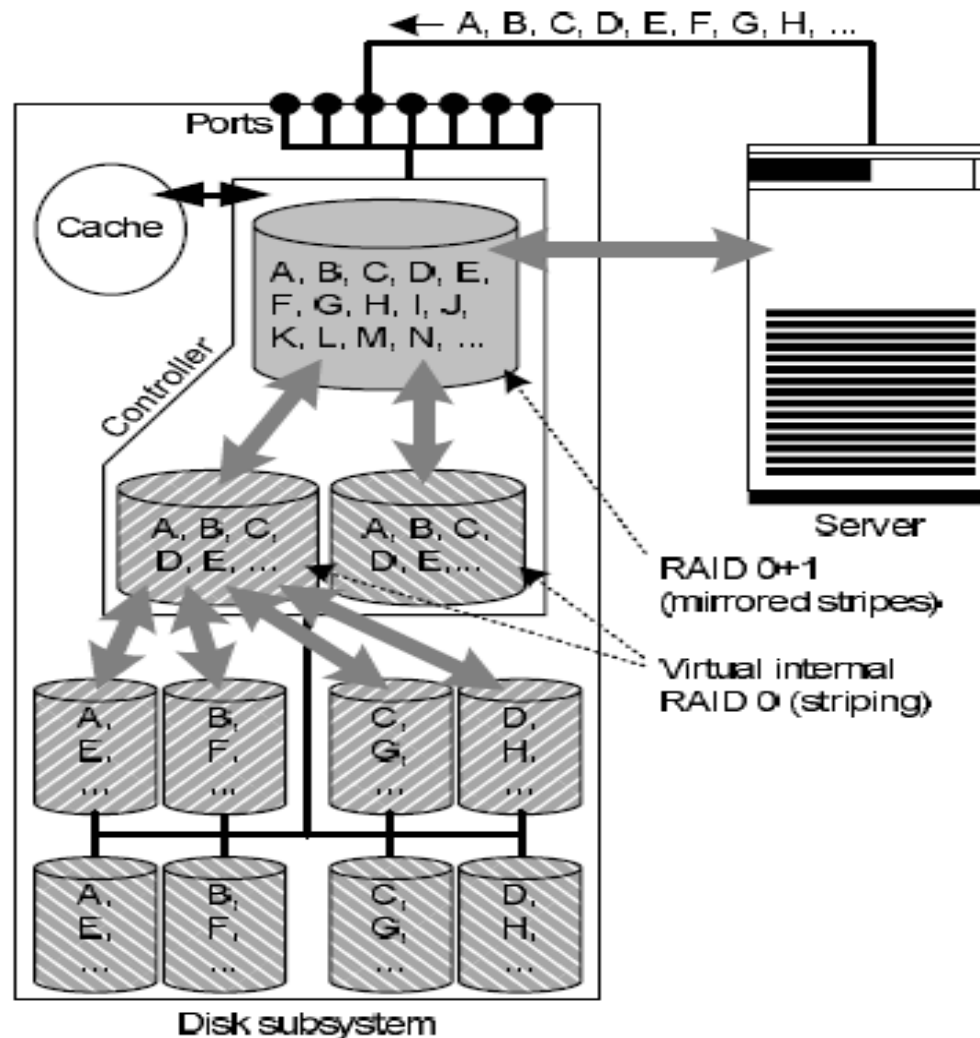 A, B, C, D, E, F, G, H, ...
Ports
Cache
A, B, C, D, E,
F, G, H, I, J,
K, L, M, N, ...
Controller
A, B, C,
D, E, ...
A, B, C,
D, E,...
Server
RAID 0+1
(mirrored stripes)
Virtual internal
RAID 0 (striping)
A,
E,
...
B,
F,
...
C,
G,
...
D,
H,
...
A,
E,
...
B,
F,
...
C,
G,
...
D,
H,
...
Disk subsystem